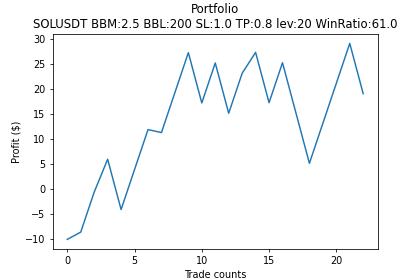 Portfolio
SOLUSDT BBM:2.5 BBL:200 SL:1.0 TP:0.8 lev:20 WinRatio:61.0
30
25
20
15
10
5
0
−5
−10
Profit ($)
0 5 10 15 20
Trade counts